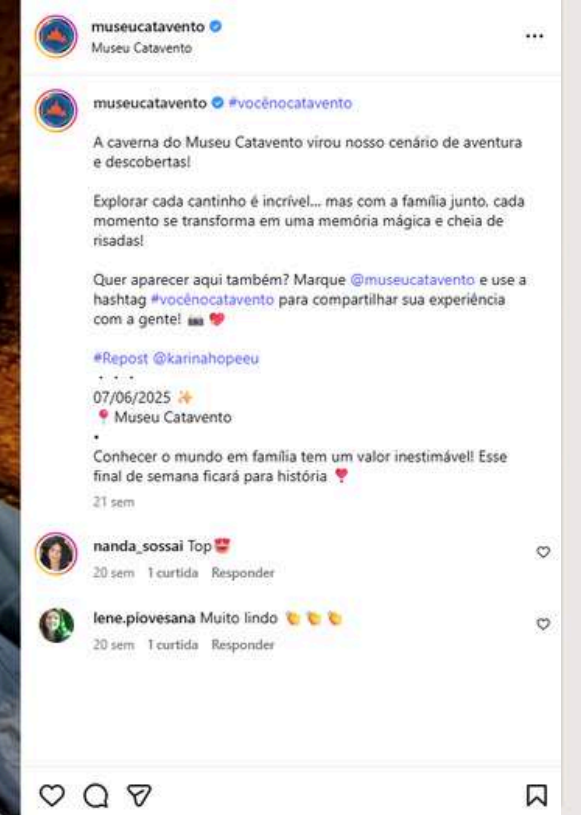 museucatavento
Museu Catavento
museucatavento #vocênocatavento
A caverna do Museu Catavento virou nosso cenário de aventura
e descobertas!
Explorar cada cantinho é incrível... mas com a família junto, cada
momento se transforma em uma memória mágica e cheia de
risadas!
Quer aparecer aqui também? Marque @museucatavento e use a
hashtag #vocênocatavento para compartilhar sua experiência
com a gente! 📷 💖
#Repost @karinahopeeu
・・・
07/06/2025 ✨
📍 Museu Catavento
•
Conhecer o mundo em família tem um valor inestimável! Esse
final de semana ficará para história ❣️
21 sem
nanda_sossai Top😍
20 sem 1 curtida Responder
lene.piovesana Muito lindo 👏 👏 👏
20 sem 1 curtida Responder